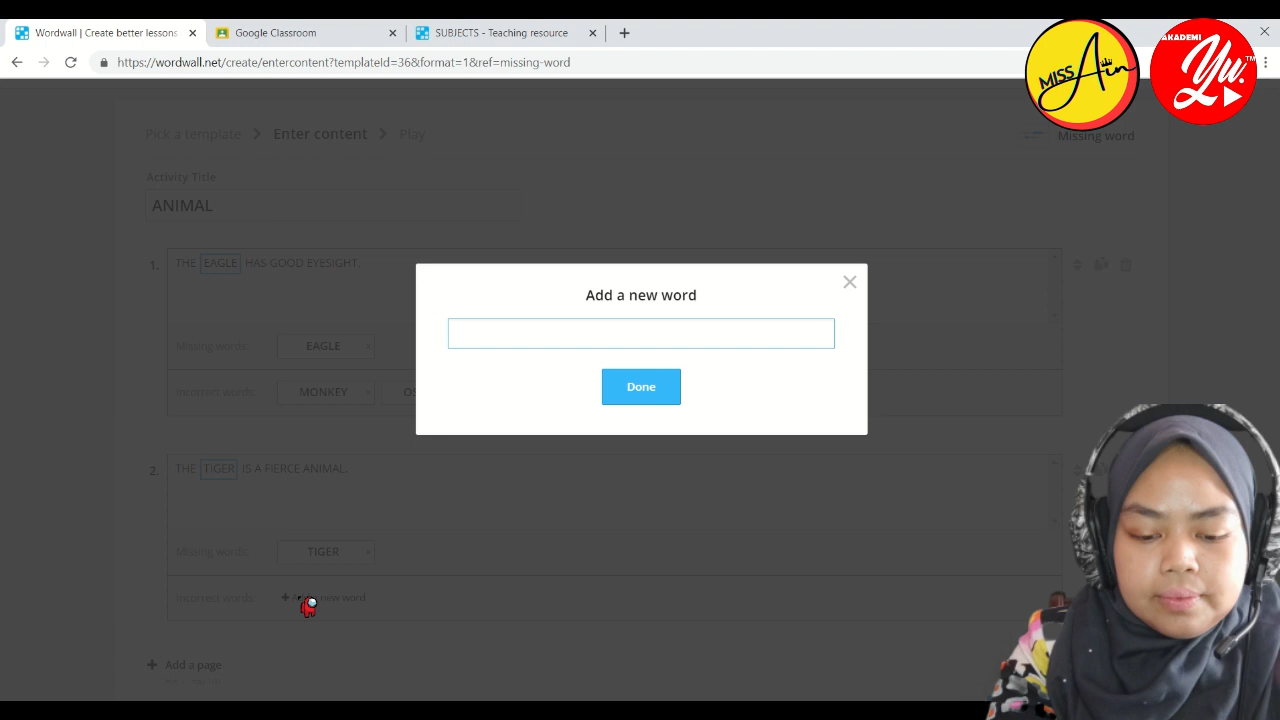 Wordwall | Create better lessons
Google Classroom
SUBJECTS - Teaching resource
https://wordwall.net/create/entercontent?templateId=36&format=1&ref=missing-word
MISS Ain
AKADEMI
YU.
TM
Pick a template > Enter content > Play
Missing word
Activity Title
ANIMAL
1. THE EAGLE HAS GOOD EYESIGHT.
Missing words: EAGLE
Incorrect words: MONKEY
Add a new word
Done
2. THE TIGER IS A FIERCE ANIMAL.
Missing words: TIGER
Incorrect words: + new word
+ Add a page